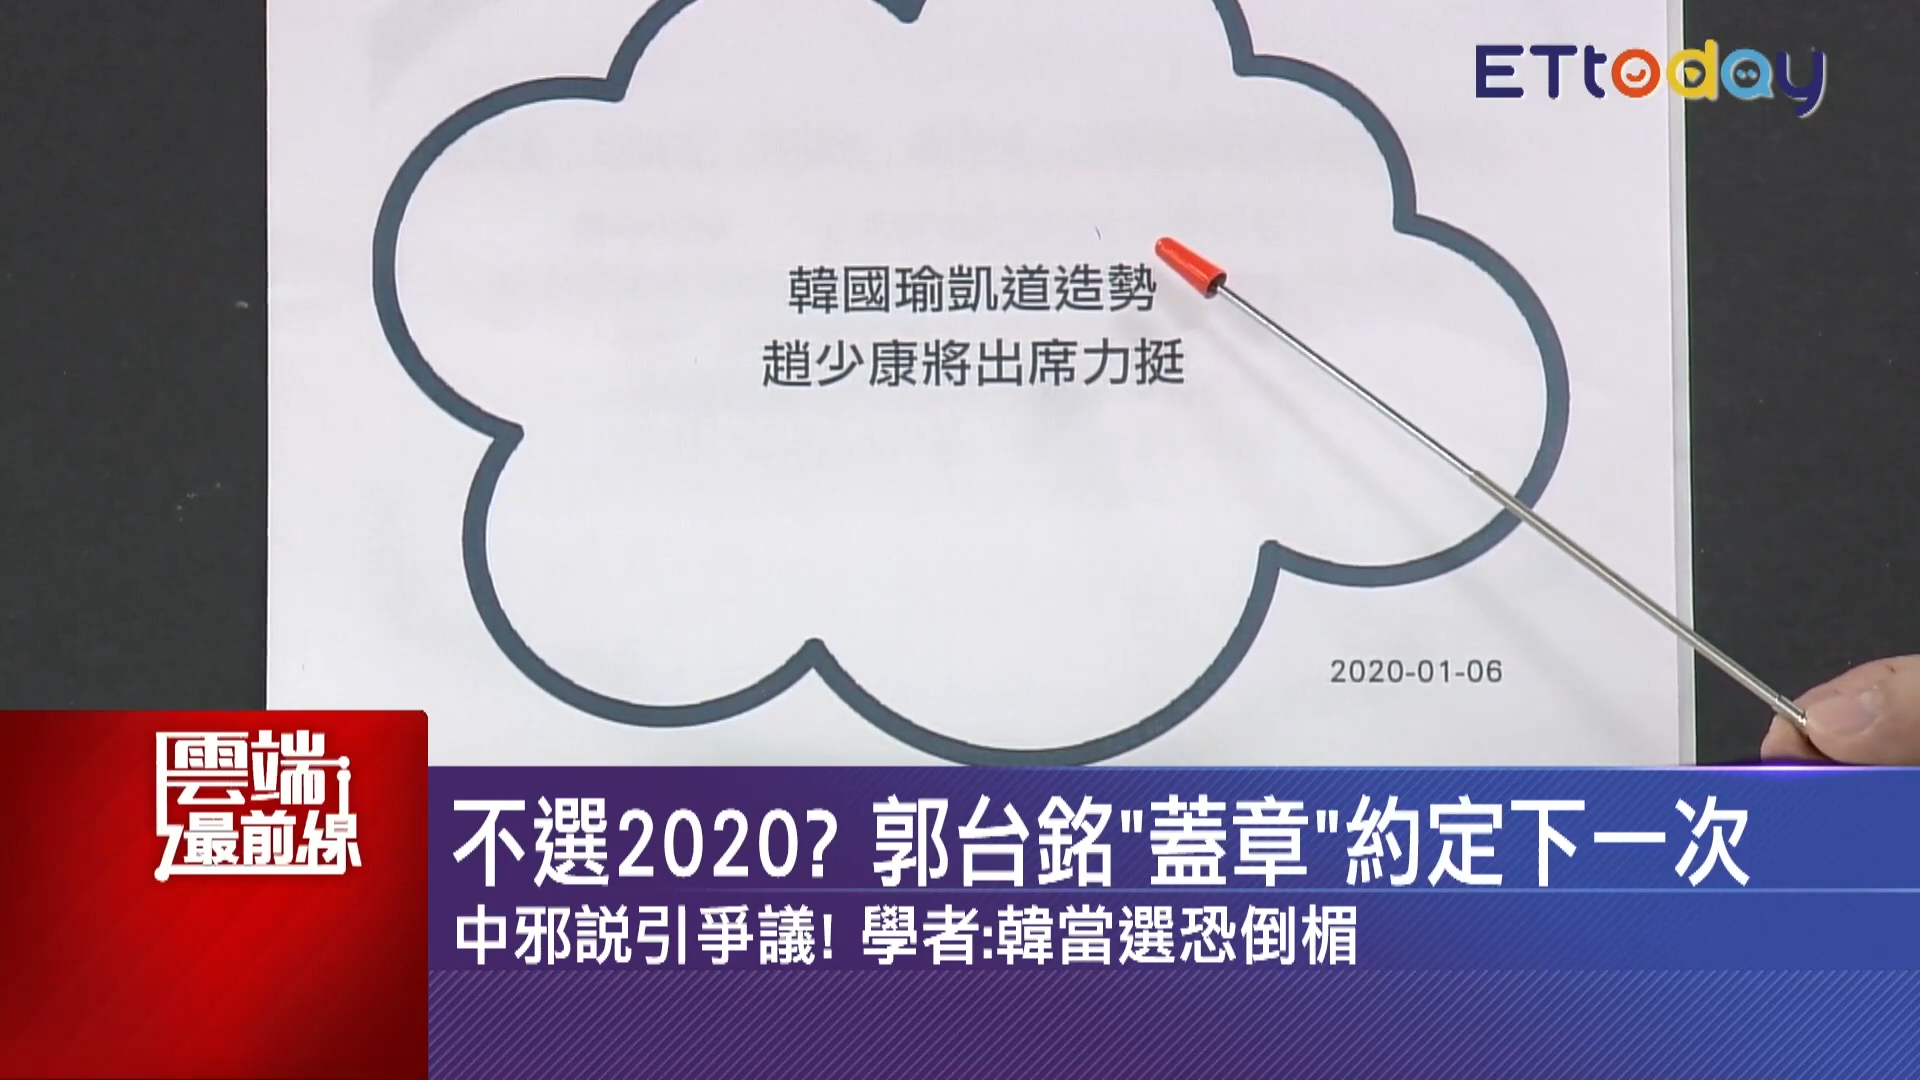 ETtoday
韓國瑜凱道造勢
趙少康將出席力挺
2020-01-06
雲端
最前線
不選2020? 郭台銘"蓋章"約定下一次
中邪説引爭議! 學者:韓當選恐倒楣